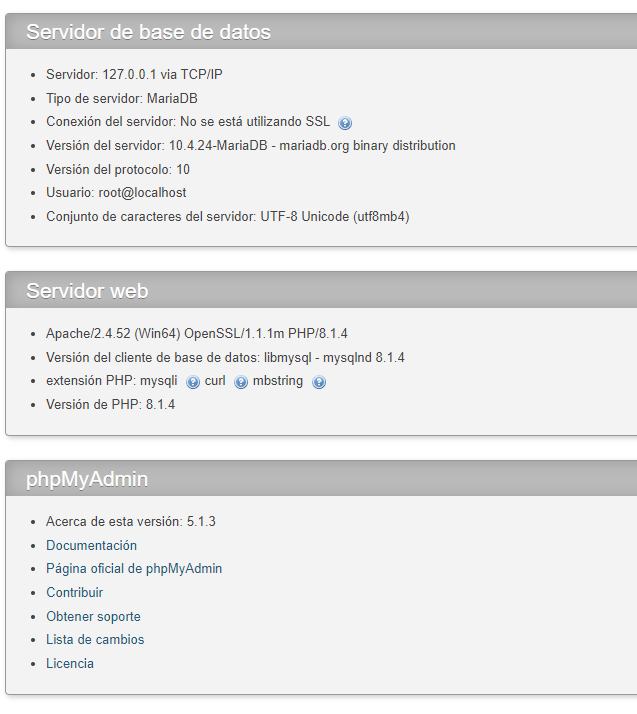 Servidor de base de datos
Servidor: 127.0.0.1 via TCP/IP
Tipo de servidor: MariaDB
Conexión del servidor: No se está utilizando SSL
Versión del servidor: 10.4.24-MariaDB - mariadb.org binary distribution
Versión del protocolo: 10
Usuario: root@localhost
Conjunto de caracteres del servidor: UTF-8 Unicode (utf8mb4)
Servidor web
Apache/2.4.52 (Win64) OpenSSL/1.1.1m PHP/8.1.4
Versión del cliente de base de datos: libmysql - mysqlnd 8.1.4
extensión PHP: mysqli curl mbstring
Versión de PHP: 8.1.4
phpMyAdmin
Acerca de esta versión: 5.1.3
Documentación
Página oficial de phpMyAdmin
Contribuir
Obtener soporte
Lista de cambios
Licencia